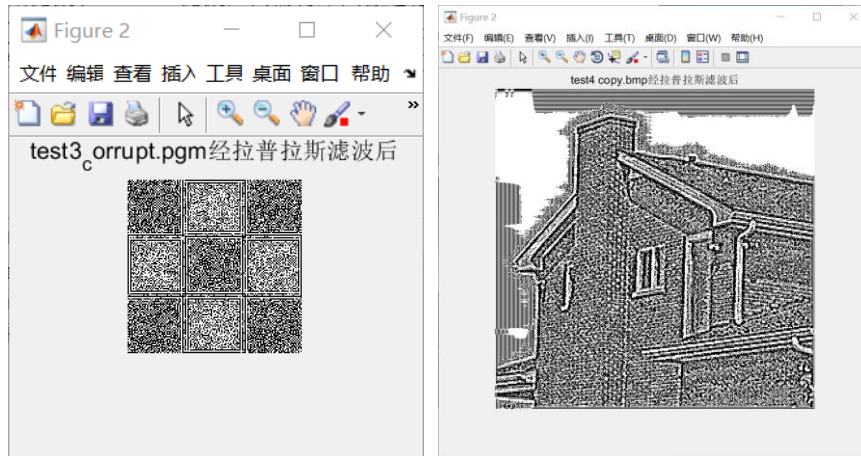 Figure 2
文件 编辑 查看 插入 工具 桌面 窗口 帮助
test3corrupt.pgm经拉普拉斯滤波后
Figure 2
文件(F) 编辑(E) 查看(V) 插入(I) 工具(T) 桌面(D) 窗口(W) 帮助(H)
test4 copy.bmp经拉普拉斯滤波后